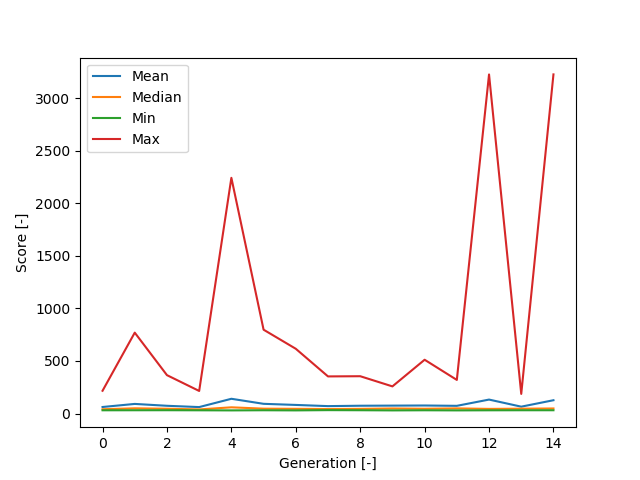 Mean
Median
Min
Max
3000
2500
2000
1500
1000
500
0
Score [-]
0 2 4 6 8 10 12 14
Generation [-]